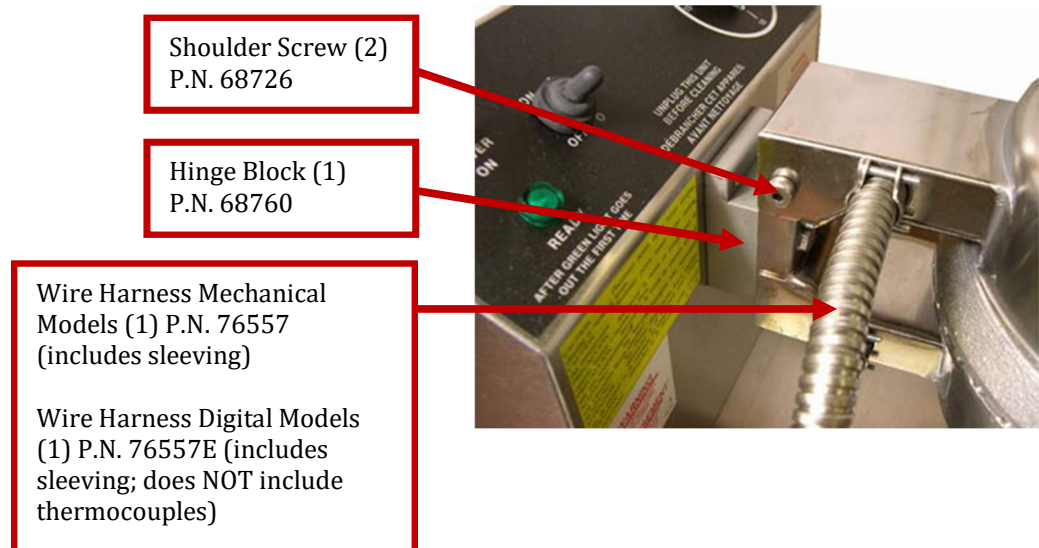 Shoulder Screw (2)
P.N. 68726
Hinge Block (1)
P.N. 68760
Wire Harness Mechanical
Models (1) P.N. 76557
(includes sleeving)
Wire Harness Digital Models
(1) P.N. 76557E (includes
sleeving; does NOT include
thermocouples)
ON
OFF/O
ON
READY
AFTER GREEN LIGHT GOES
OUT THE FIRST TIME
UNPLUG THIS UNIT
BEFORE CLEANING
DÉBRANCHER CET APPAREIL
AVANT NETTOYAGE